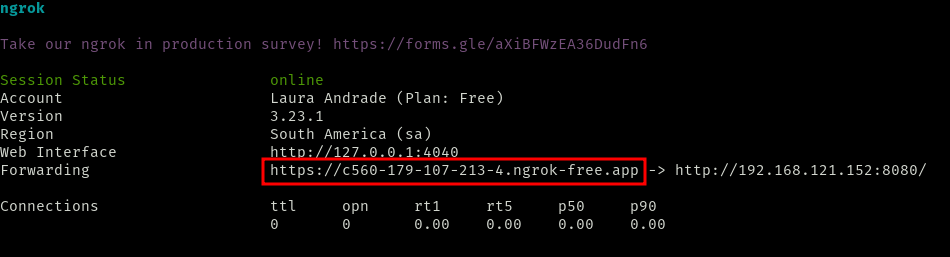 ngrok
Take our ngrok in production survey! https://forms.gle/aXiBFWzEA36DudFn6
Session Status online
Account Laura Andrade (Plan: Free)
Version 3.23.1
Region South America (sa)
Web Interface http://127.0.0.1:4040
Forwarding https://c560-179-107-213-4.ngrok-free.app -> http://192.168.121.152:8080/
Connections ttl opn rt1 rt5 p50 p90
0 0 0.00 0.00 0.00 0.00